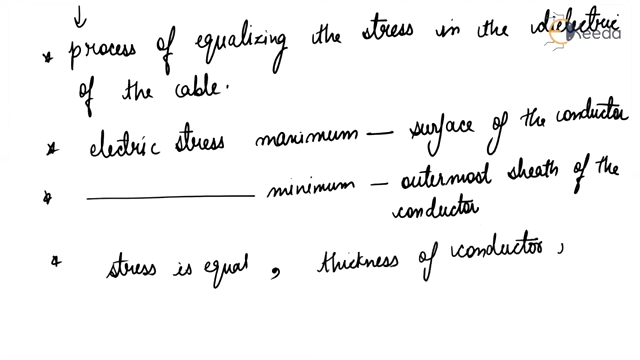 * process of equalizing the stress in the dielectric
of the cable.
* electric stress maximum — surface of the conductor
* ———— minimum — outermost sheath of the
conductor
* stress is equal, thickness of conductor,